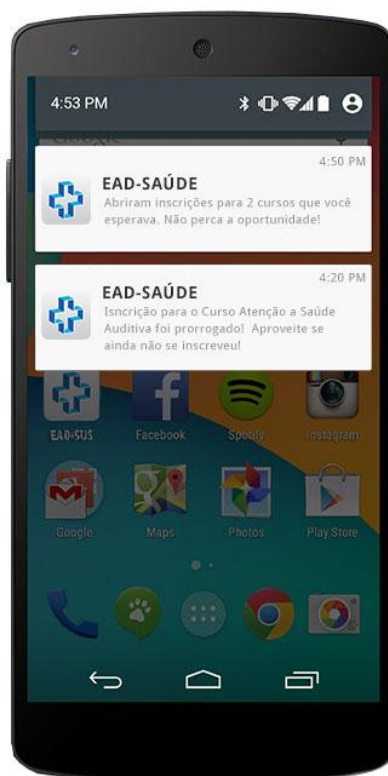 4:53 PM
4:50 PM
EAD-SAÚDE
Abriram inscrições para 2 cursos que você
esperava. Não perca a oportunidade!
4:20 PM
EAD-SAÚDE
Isncrição para o Curso Atenção a Saúde
Auditiva foi prorrogado! Aproveite se
ainda não se inscreveu!
EAD-SUS Facebook Spotify Instagram
Google Maps Photos Play Store